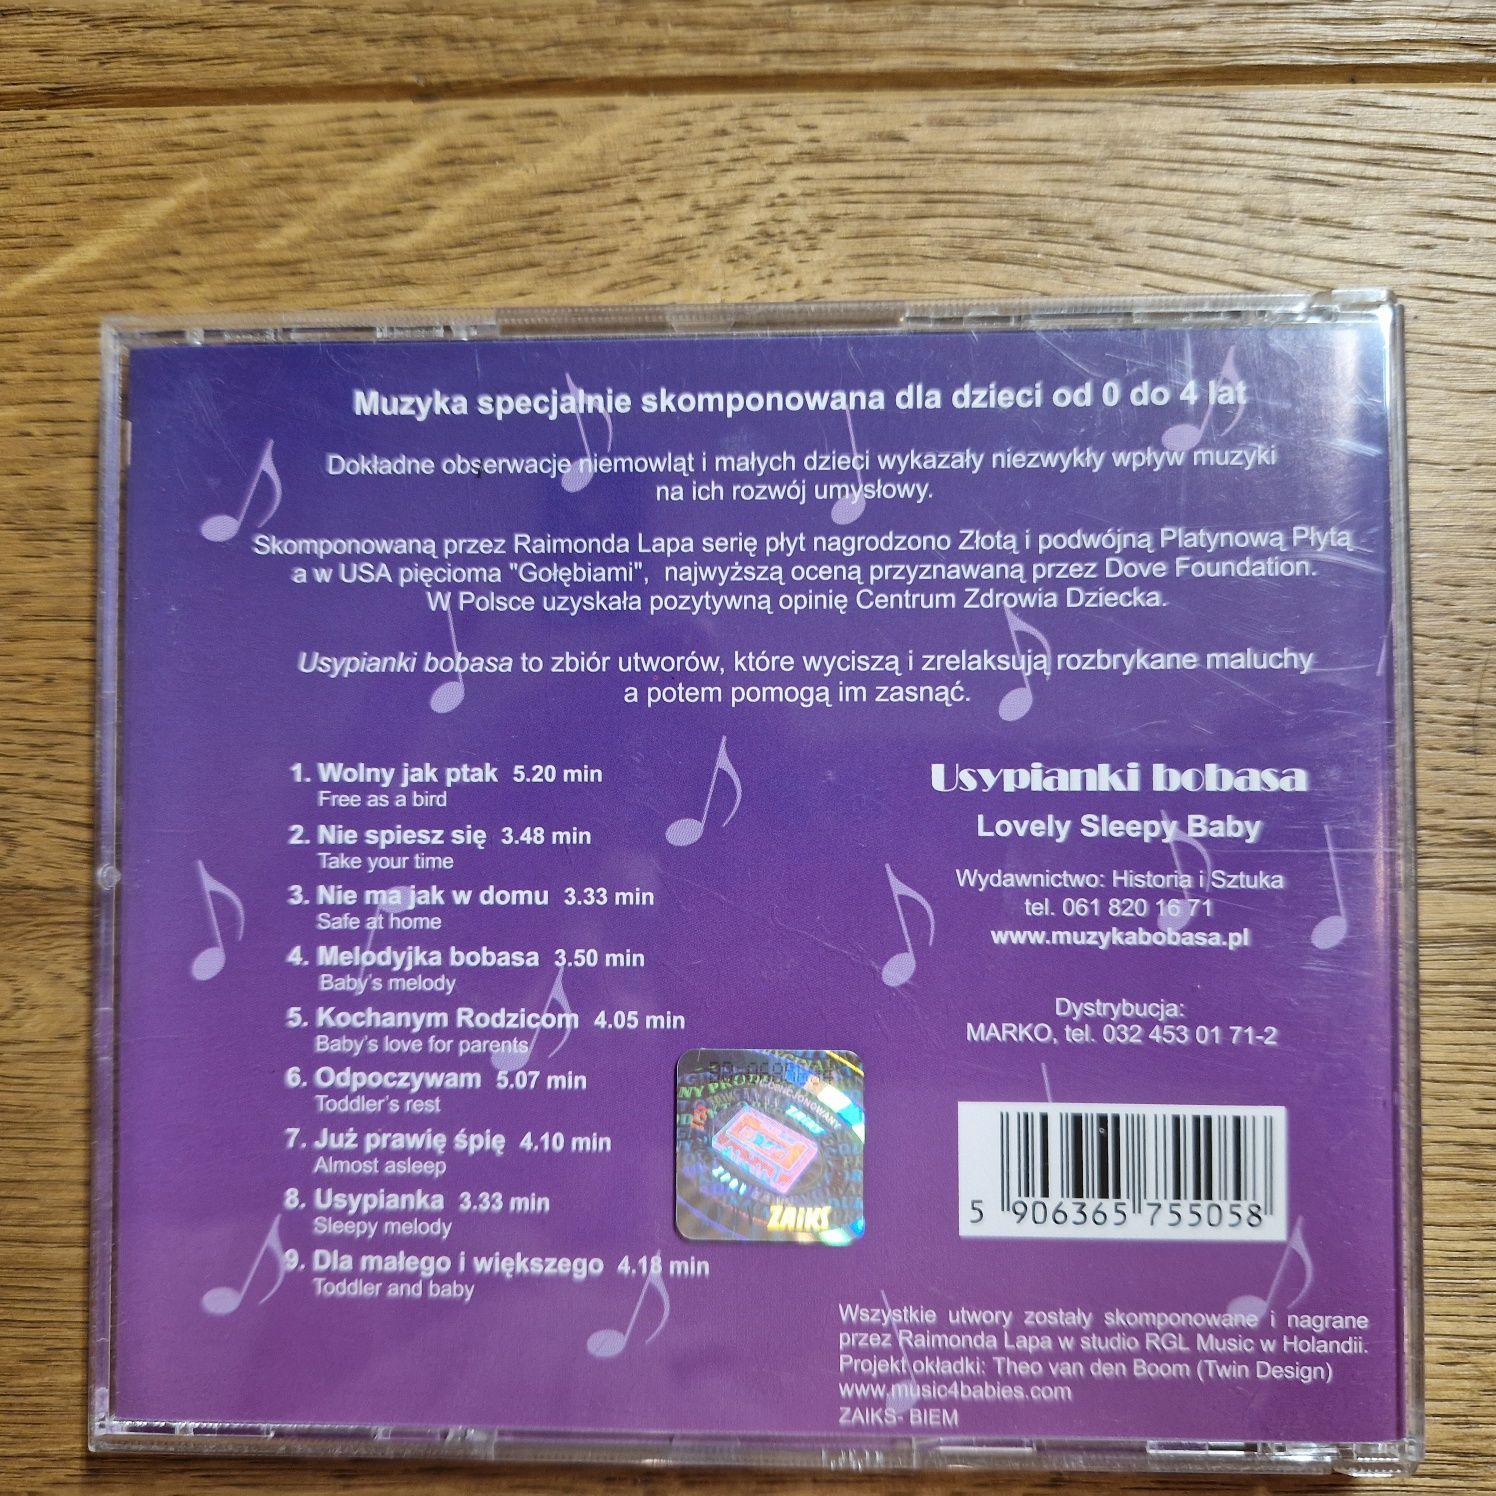 Muzyka specjalnie skomponowana dla dzieci od 0 do 4 lat
Dokładne obserwacje niemowląt i małych dzieci wykazały niezwykły wpływ muzyki
na ich rozwój umysłowy.
Skomponowaną przez Raimonda Lapa serię płyt nagrodzono Złotą i podwójną Platynową Płytą
a w USA pięcioma "Gołębiami", najwyższą oceną przyznawaną przez Dove Foundation.
W Polsce uzyskała pozytywną opinię Centrum Zdrowia Dziecka.
Usypianki bobasa to zbiór utworów, które wyciszą i zrelaksują rozbrykane maluchy
a potem pomogą im zasnąć.
1. Wolny jak ptak 5.20 min
Free as a bird
2. Nie spiesz się 3.48 min
Take your time
3. Nie ma jak w domu 3.33 min
Safe at home
4. Melodyjka bobasa 3.50 min
Baby's melody
5. Kochanym Rodzicom 4.05 min
Baby's love for parents
6. Odpoczywam 5.07 min
Toddler's rest
7. Już prawię śpię 4.10 min
Almost asleep
8. Usypianka 3.33 min
Sleepy melody
9. Dla małego i większego 4.18 min
Toddler and baby
Usypianki bobasa
Lovely Sleepy Baby
Wydawnictwo: Historia i Sztuka
tel. 061 820 16 71
www.muzykabobasa.pl
Dystrybucja:
MARKO, tel. 032 453 01 71-2
ZAIKS
5 906365 755058
Wszystkie utwory zostały skomponowane i nagrane
przez Raimonda Lapa w studio RGL Music w Holandii.
Projekt okładki: Theo van den Boom (Twin Design)
www.music4babies.com
ZAIKS- BIEM